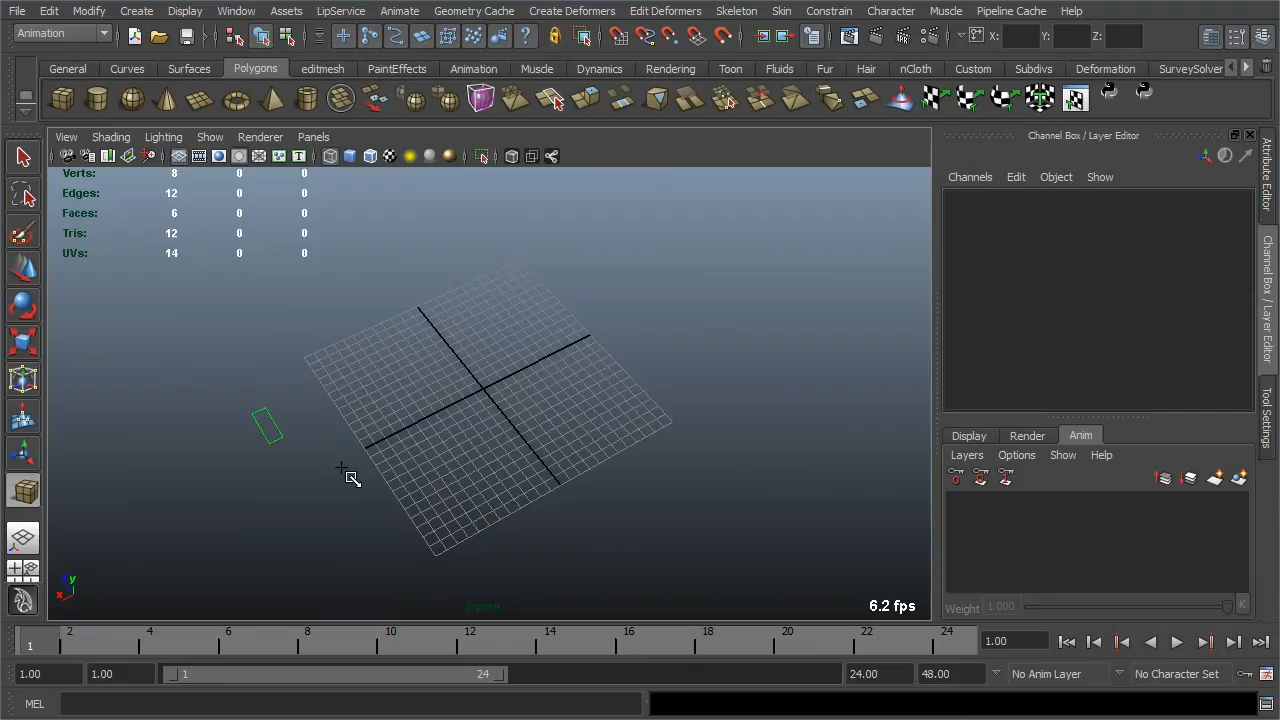 File Edit Modify Create Display Window Assets LipService Animate Geometry Cache Create Deformers Edit Deformers Skeleton Skin Constrain Character Muscle Pipeline Cache Help
Animation X: Y: Z:
General Curves Surfaces Polygons editmesh PaintEffects Animation Muscle Dynamics Rendering Toon Fluids Fur Hair nCloth Custom Subdivs Deformation SurveySolver
View Shading Lighting Show Renderer Panels
Channel Box / Layer Editor
Channels Edit Object Show
Verts: 8 0 0
Edges: 12 0 0
Faces: 6 0 0
Tris: 12 0 0
UVs: 14 0 0
Attribute Editor
Channel Box / Layer Editor
Tool Settings
Display Render Anim
Layers Options Show Help
y
x
persp
6.2 fps
Weight 1.000 K
1 2 4 6 8 10 12 14 16 18 20 22 24 1.00
1.00 1.00 1 24 24.00 48.00 No Anim Layer No Character Set
MEL